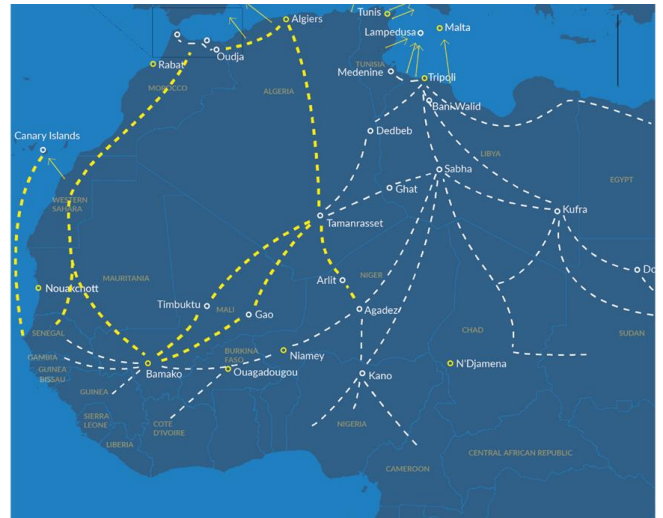 Algiers
Tunis
Malta
Lampedusa
Oudja
Rabat
MOROCCO
Medenine
TUNISIA
Tripoli
ALGERIA
Bani Walid
Dedbeb
Canary Islands
LIBYA
Sabha
EGYPT
Ghat
WESTERN
SAHARA
Kufra
Tamanrasset
Do
MAURITANIA
Arlit
NIGER
Nouakchott
Timbuktu
MALI
Gao
Agadez
SENEGAL
CHAD
SUDAN
GAMBIA
BURKINA
FASO
Niamey
GUINEA
BISSAU
Bamako
Ouagadougou
N'Djamena
Kano
GUINEA
SIERRA
LEONE
COTE
D'IVOIRE
NIGERIA
LIBERIA
CENTRAL AFRICAN REPUBLIC
CAMEROON